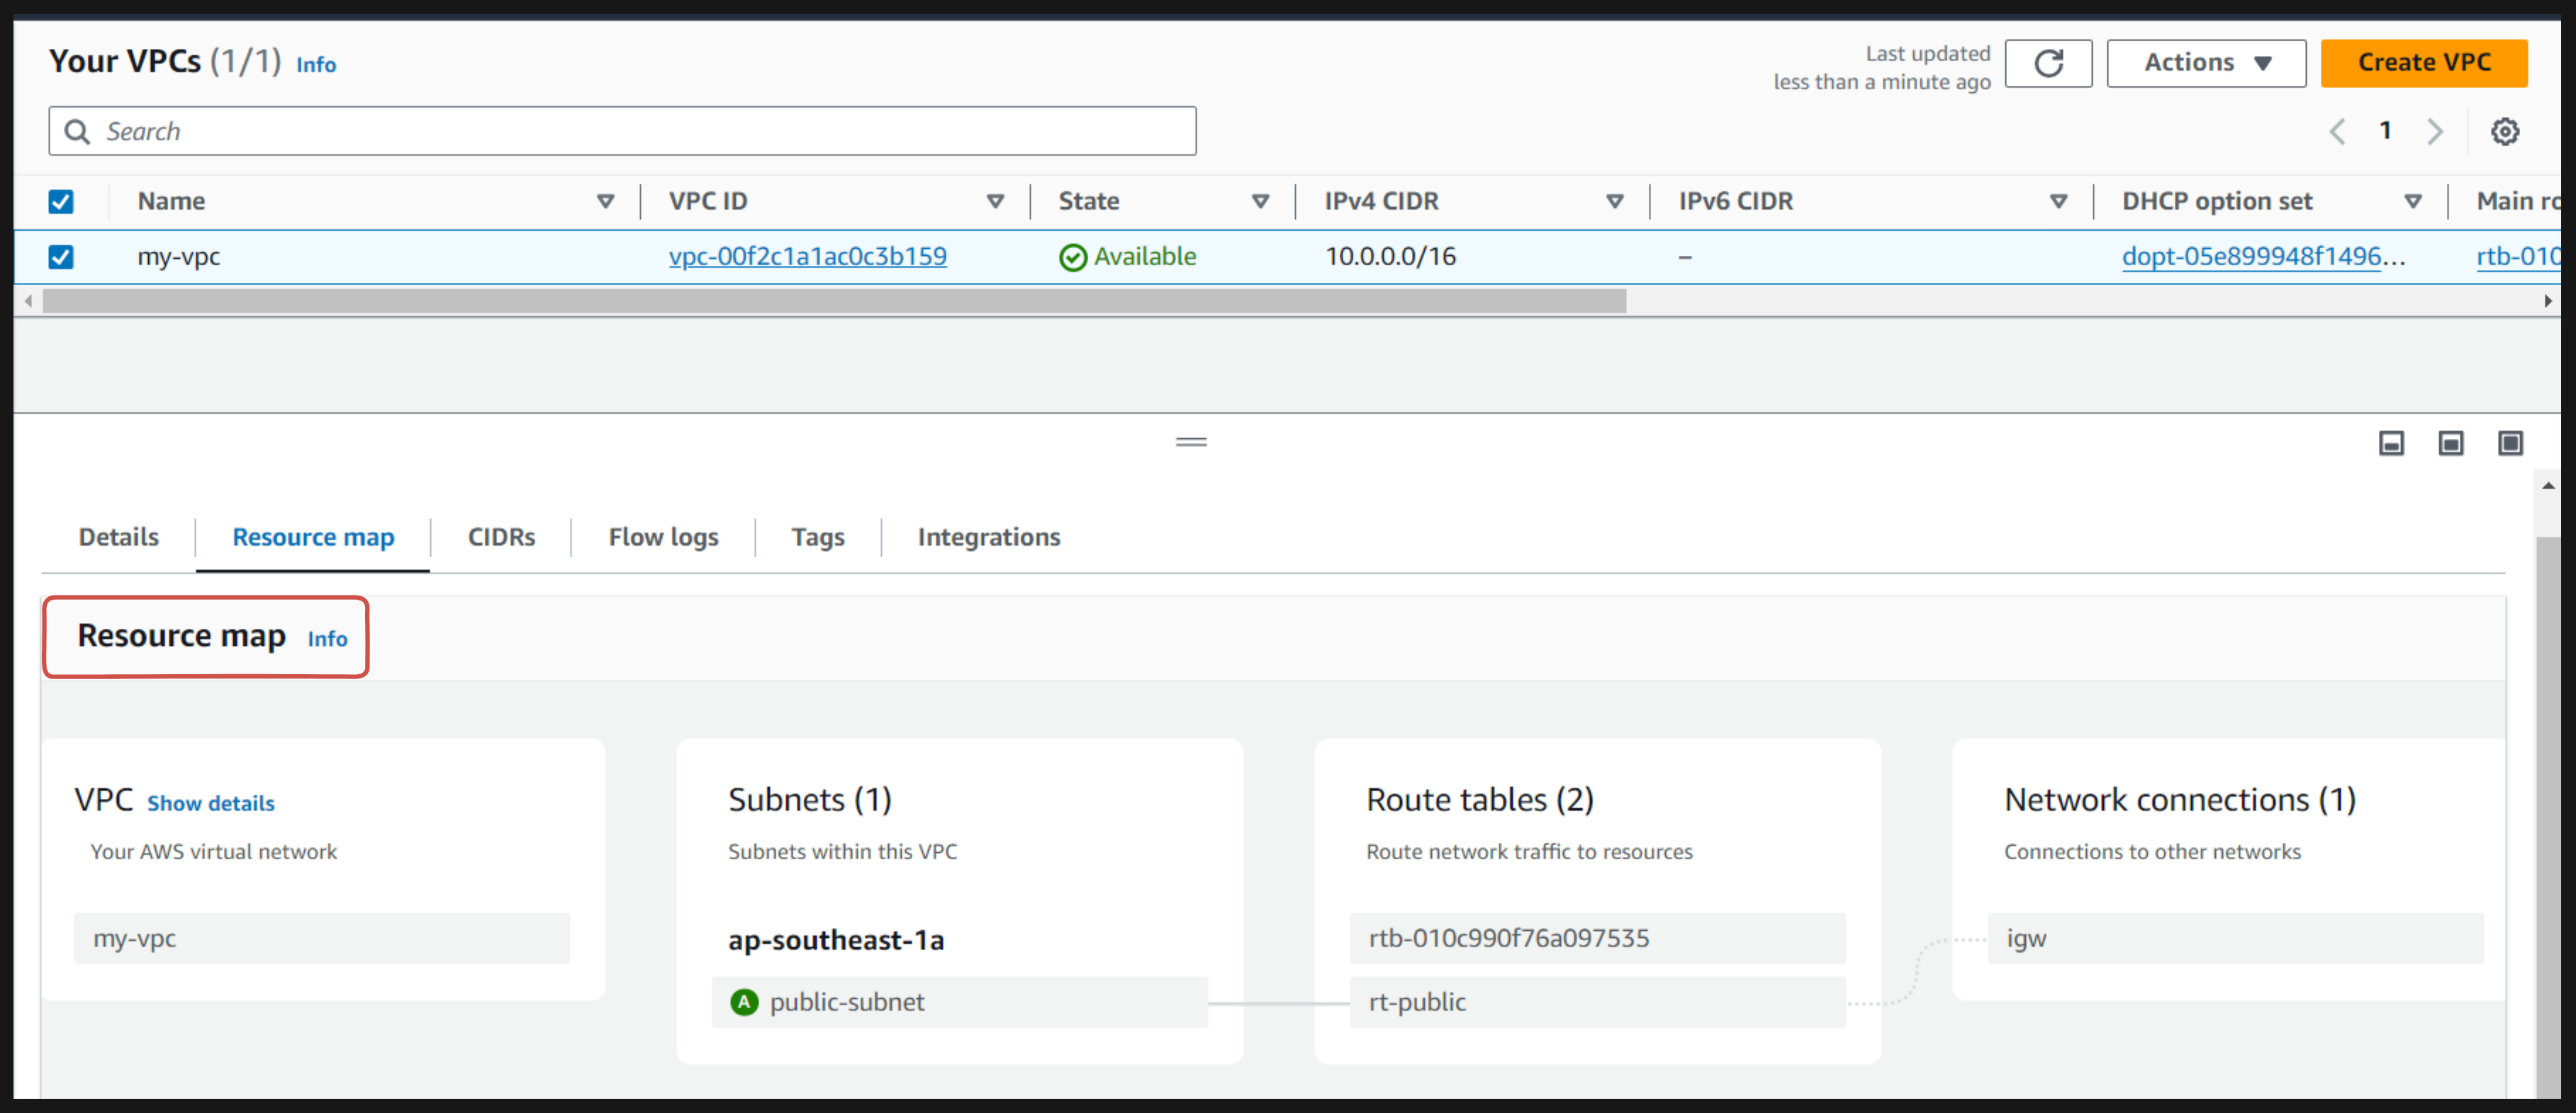 Your VPCs (1/1) Info
Last updated
less than a minute ago
Actions
Create VPC
Search
1
Name VPC ID State IPv4 CIDR IPv6 CIDR DHCP option set Main ro
my-vpc vpc-00f2c1a1ac0c3b159 Available 10.0.0.0/16 – dopt-05e899948f1496... rtb-010
Details Resource map CIDRs Flow logs Tags Integrations
Resource map Info
VPC Show details
Your AWS virtual network
my-vpc
Subnets (1)
Subnets within this VPC
ap-southeast-1a
A public-subnet
Route tables (2)
Route network traffic to resources
rtb-010c990f76a097535
rt-public
Network connections (1)
Connections to other networks
igw